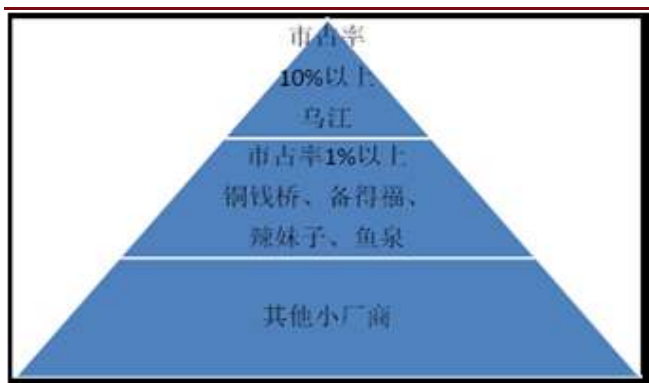 市占率
10%以上
乌江
市占率1%以上
铜钱桥、备得福、
辣妹子、鱼泉
其他小厂商